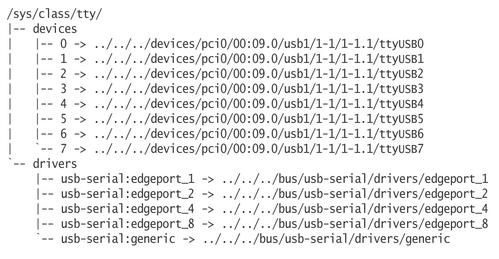 /sys/class/tty/
|-- devices
|   |-- 0 -> ../../../devices/pci0/00:09.0/usb1/1-1/1-1.1/ttyUSB0
|   |-- 1 -> ../../../devices/pci0/00:09.0/usb1/1-1/1-1.1/ttyUSB1
|   |-- 2 -> ../../../devices/pci0/00:09.0/usb1/1-1/1-1.1/ttyUSB2
|   |-- 3 -> ../../../devices/pci0/00:09.0/usb1/1-1/1-1.1/ttyUSB3
|   |-- 4 -> ../../../devices/pci0/00:09.0/usb1/1-1/1-1.1/ttyUSB4
|   |-- 5 -> ../../../devices/pci0/00:09.0/usb1/1-1/1-1.1/ttyUSB5
|   |-- 6 -> ../../../devices/pci0/00:09.0/usb1/1-1/1-1.1/ttyUSB6
|   `-- 7 -> ../../../devices/pci0/00:09.0/usb1/1-1/1-1.1/ttyUSB7
`-- drivers
    |-- usb-serial:edgeport_1 -> ../../../bus/usb-serial/drivers/edgeport_1
    |-- usb-serial:edgeport_2 -> ../../../bus/usb-serial/drivers/edgeport_2
    |-- usb-serial:edgeport_4 -> ../../../bus/usb-serial/drivers/edgeport_4
    |-- usb-serial:edgeport_8 -> ../../../bus/usb-serial/drivers/edgeport_8
    `-- usb-serial:generic -> ../../../bus/usb-serial/drivers/generic